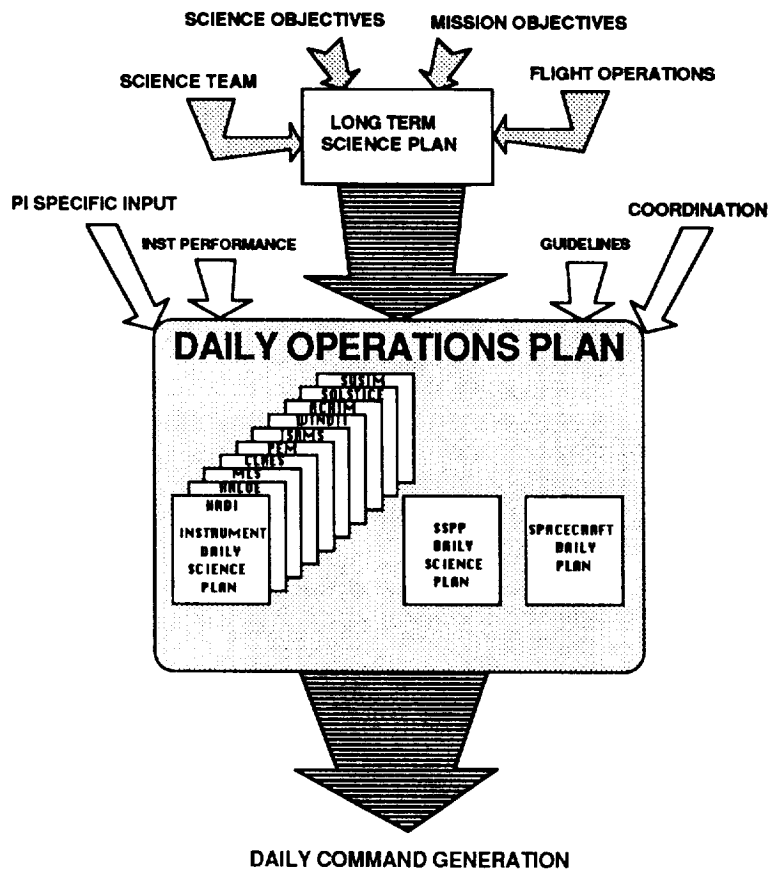 SCIENCE OBJECTIVES
MISSION OBJECTIVES
SCIENCE TEAM
FLIGHT OPERATIONS
LONG TERM
SCIENCE PLAN
PI SPECIFIC INPUT
COORDINATION
INST PERFORMANCE
GUIDELINES
DAILY OPERATIONS PLAN
SUSIM
SOLSTICE
ACRIM
WINDII
ISAMS
PEM
CLAES
MLS
HALOE
HRDI
INSTRUMENT
DAILY
SCIENCE
PLAN
SSPP
DAILY
SCIENCE
PLAN
SPACECRAFT
DAILY
PLAN
DAILY COMMAND GENERATION